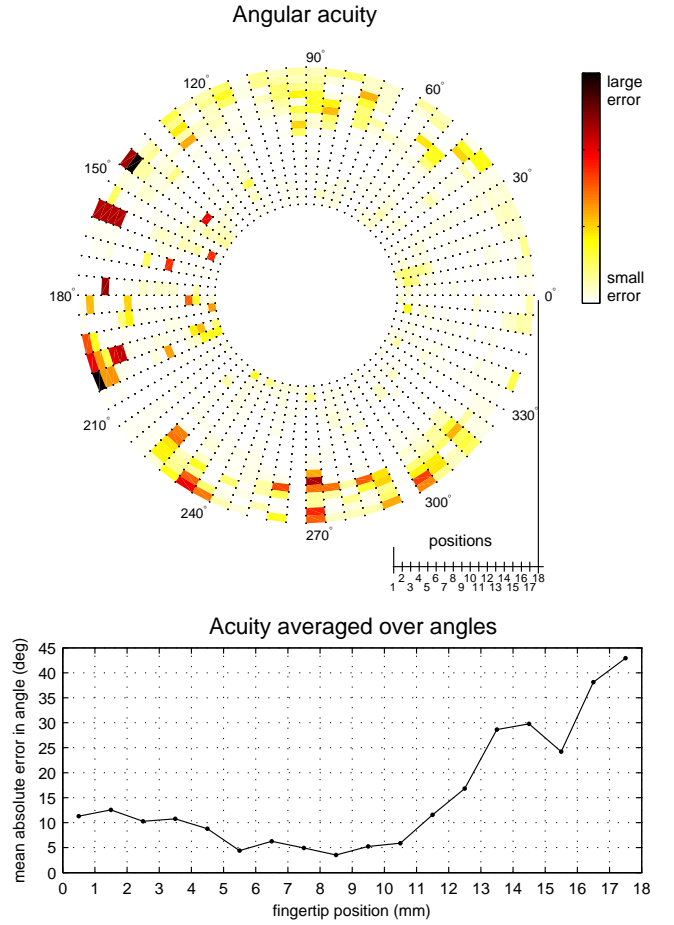 Angular acuity
90°
120°
60°
large
error
150°
30°
small
error
180°
0°
210°
330°
240°
300°
270°
positions
2 4 6 8 10 12 14 16 18
1 3 5 7 9 11 13 15 17
Acuity averaged over angles
mean absolute error in angle (deg)
45
40
35
30
25
20
15
10
5
0
0 1 2 3 4 5 6 7 8 9 10 11 12 13 14 15 16 17 18
fingertip position (mm)